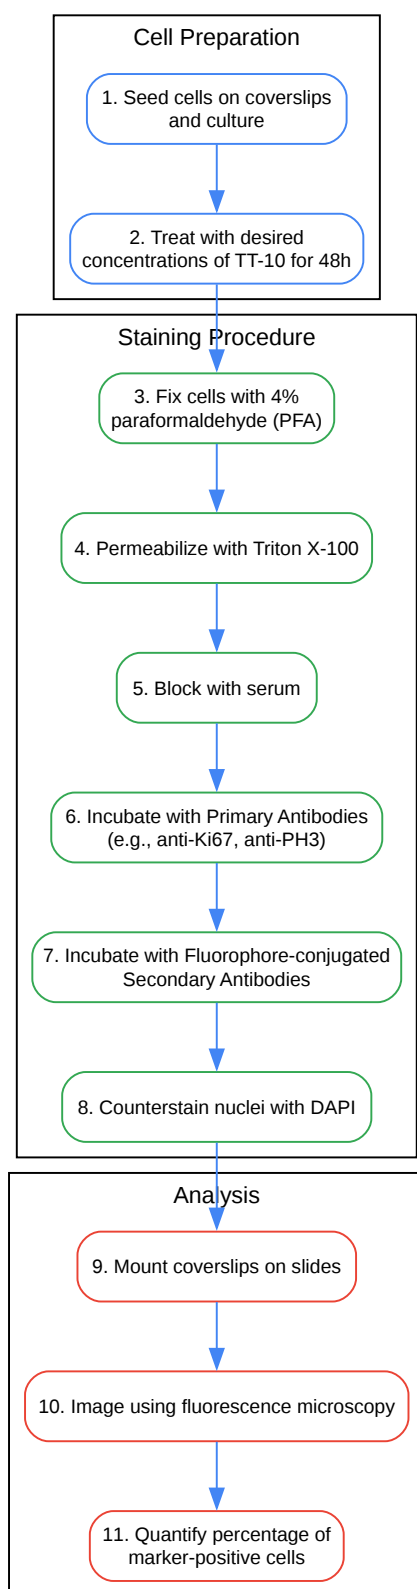 Cell Preparation
1. Seed cells on coverslips
and culture
2. Treat with desired
concentrations of TT-10 for 48h
Staining Procedure
3. Fix cells with 4%
paraformaldehyde (PFA)
4. Permeabilize with Triton X-100
5. Block with serum
6. Incubate with Primary Antibodies
(e.g., anti-Ki67, anti-PH3)
7. Incubate with Fluorophore-conjugated
Secondary Antibodies
8. Counterstain nuclei with DAPI
Analysis
9. Mount coverslips on slides
10. Image using fluorescence microscopy
11. Quantify percentage of
marker-positive cells